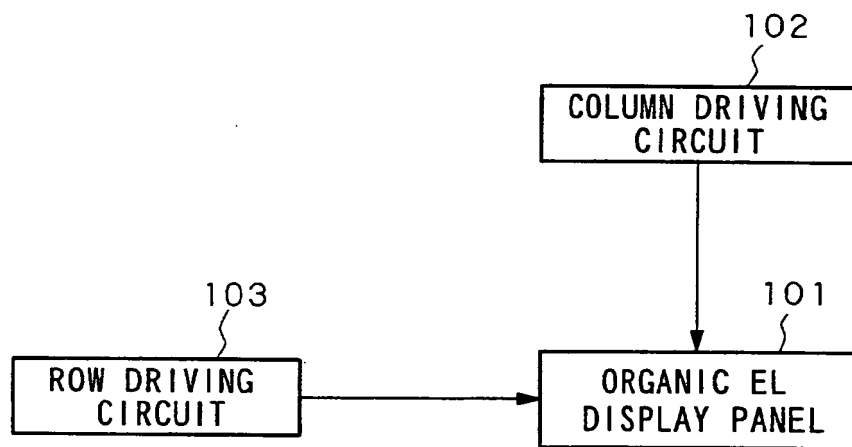 102
COLUMN DRIVING
CIRCUIT
103
101
ROW DRIVING
CIRCUIT
ORGANIC EL
DISPLAY PANEL